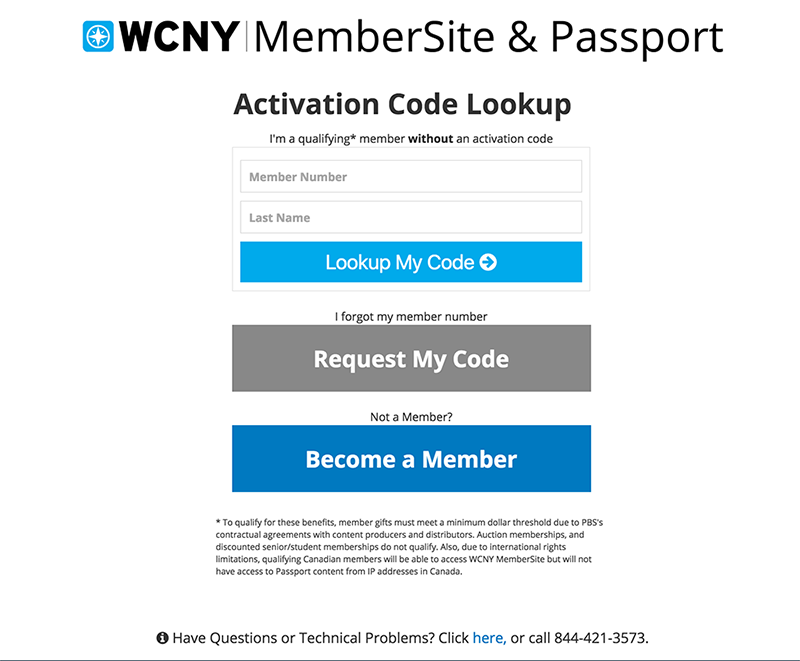 WCNY | MemberSite & Passport
Activation Code Lookup
I'm a qualifying* member without an activation code
Member Number
Last Name
Lookup My Code
I forgot my member number
Request My Code
Not a Member?
Become a Member
* To qualify for these benefits, member gifts must meet a minimum dollar threshold due to PBS's
contractual agreements with content producers and distributors. Auction memberships, and
discounted senior/student memberships do not qualify. Also, due to international rights
limitations, qualifying Canadian members will be able to access WCNY MemberSite but will not
have access to Passport content from IP addresses in Canada.
Have Questions or Technical Problems? Click here, or call 844-421-3573.